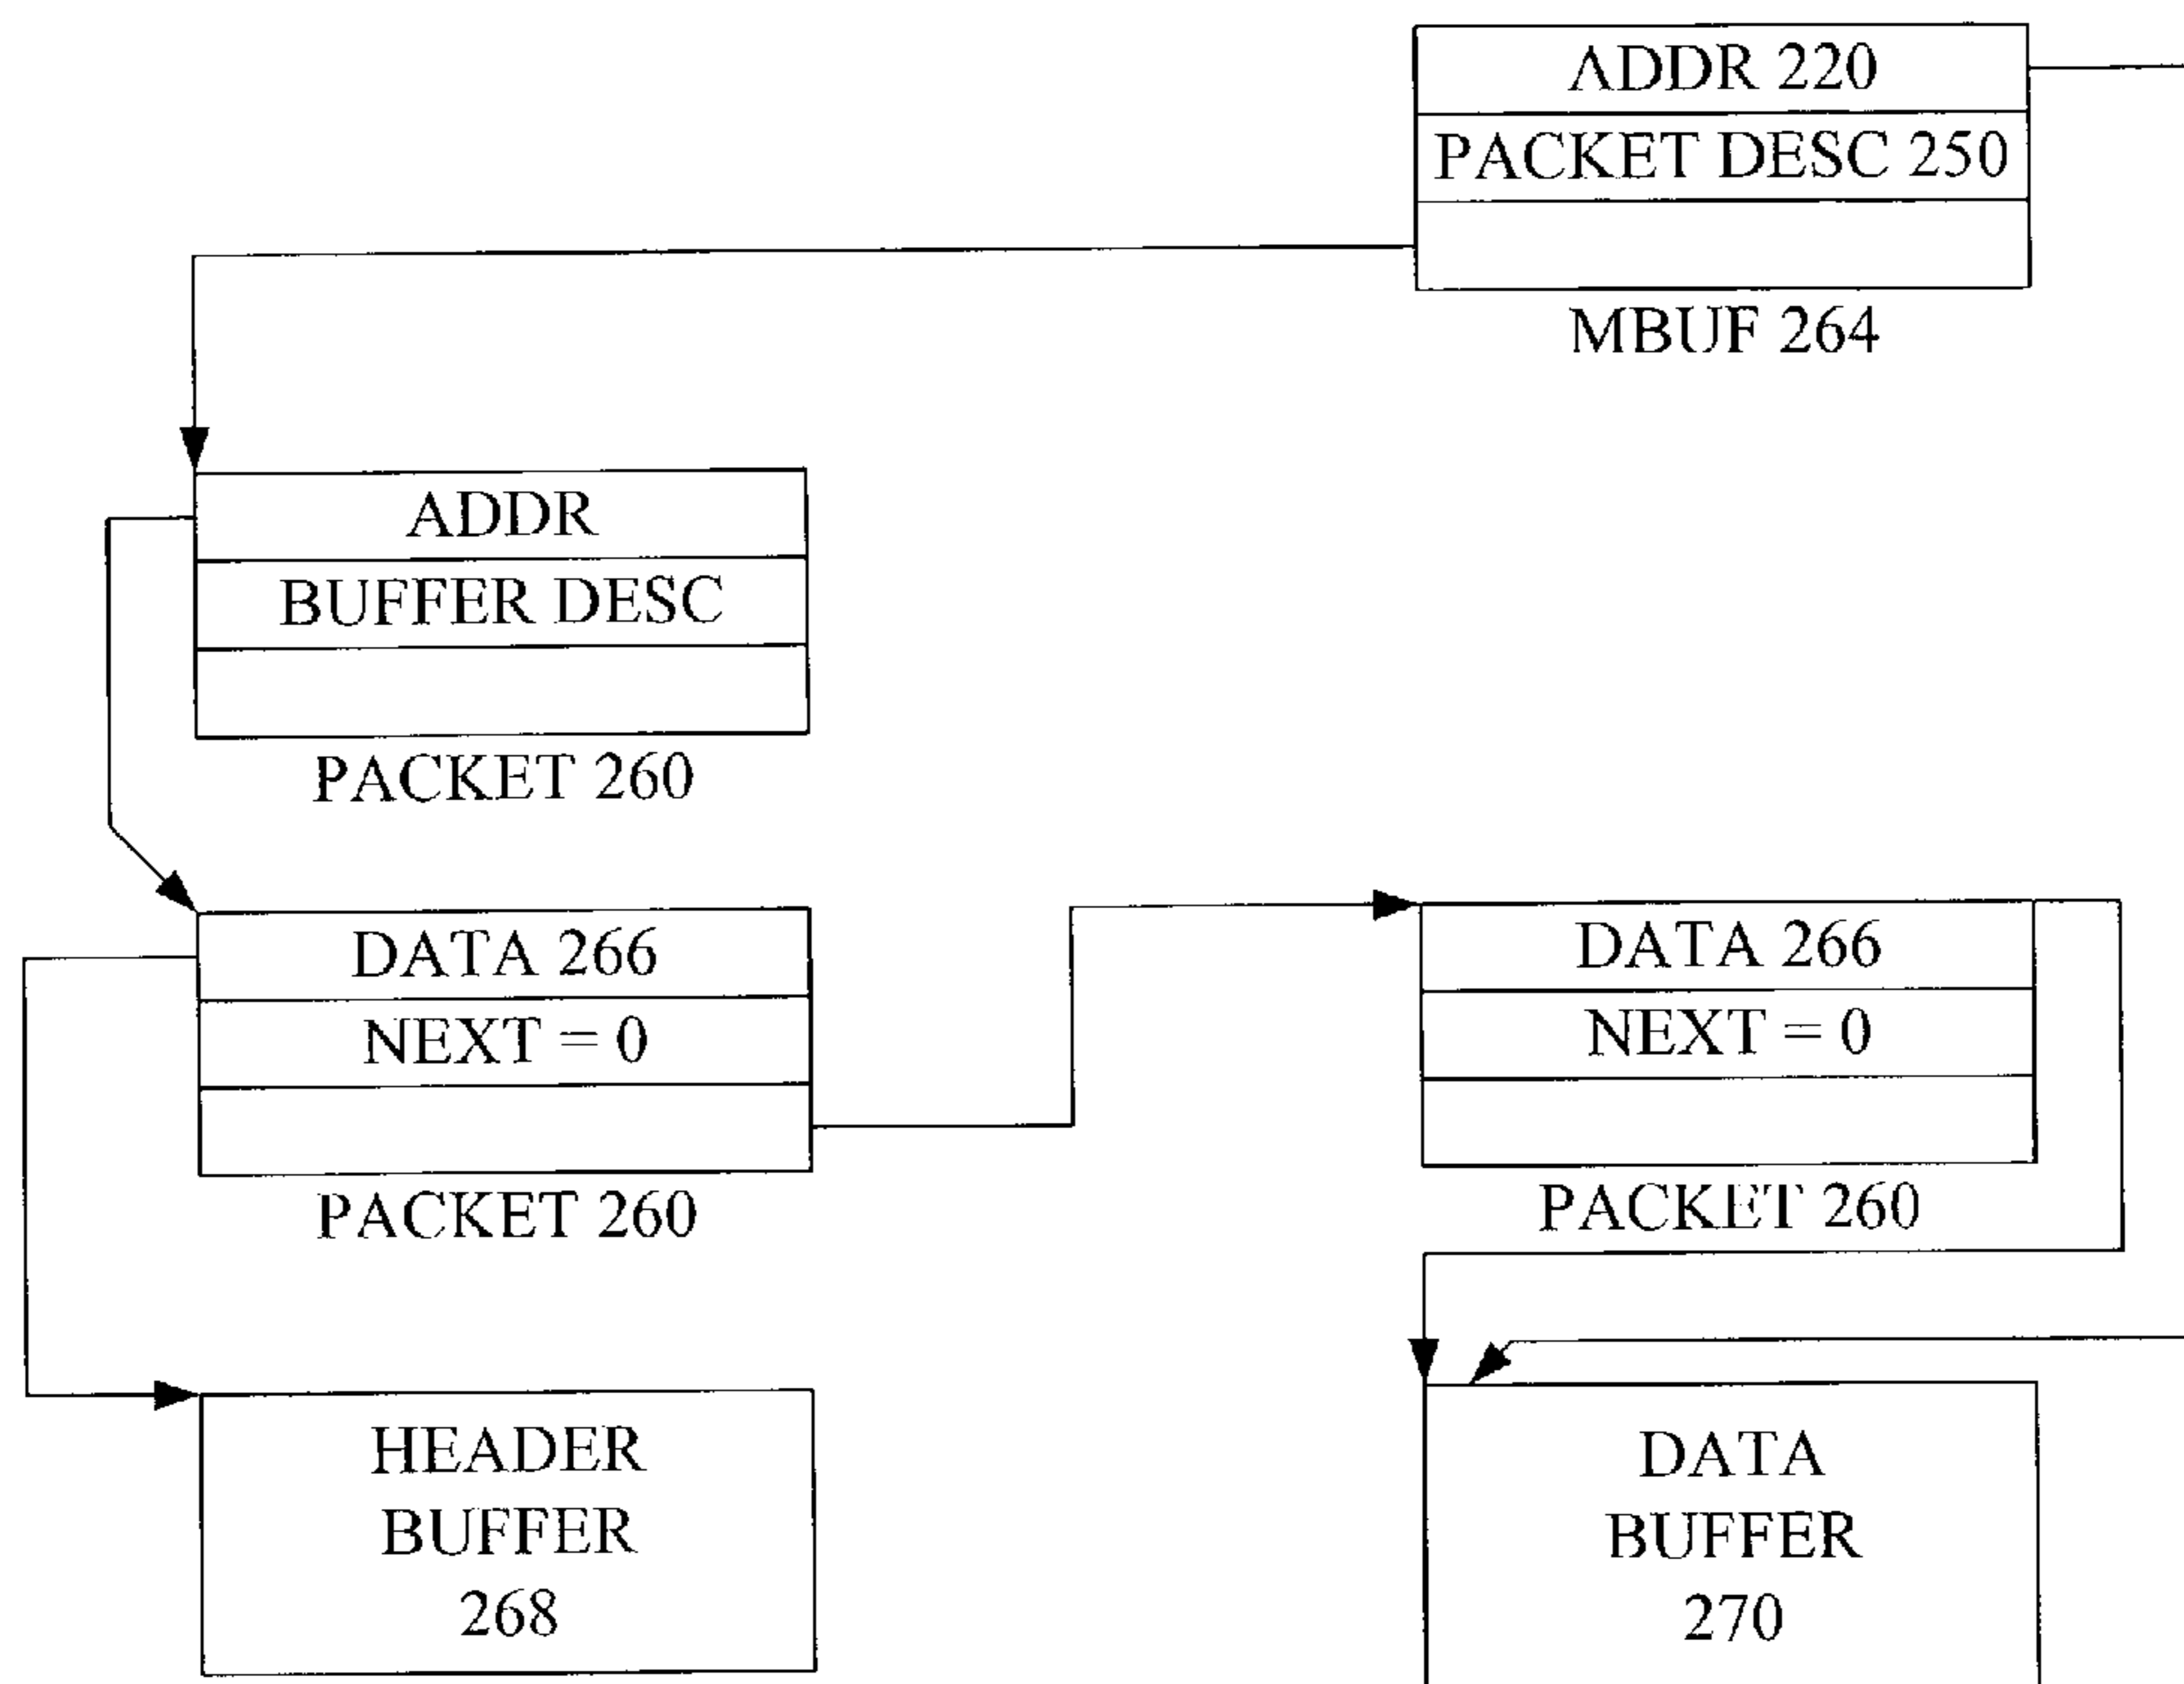 ADDR 220
PACKET DESC 250
MBUF 264
ADDR
BUFFER DESC
PACKET 260
DATA 266
NEXT = 0
PACKET 260
DATA 266
NEXT = 0
PACKET 260
HEADER
BUFFER
268
DATA
BUFFER
270